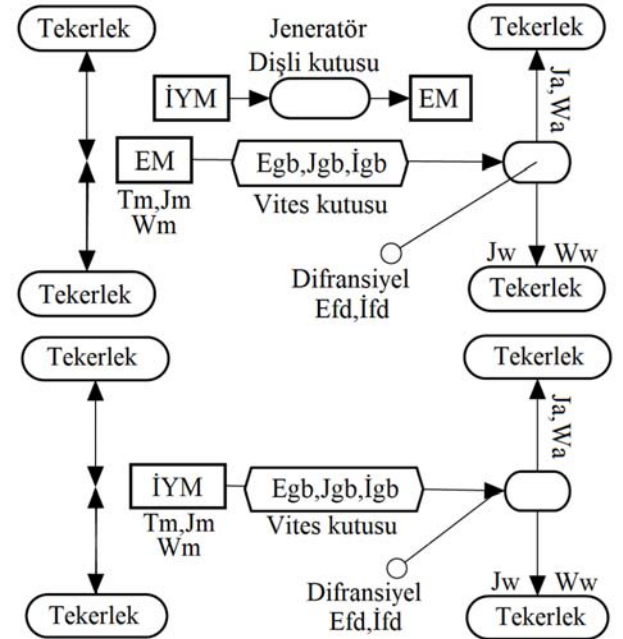 Tekerlek
Jeneratör
Dişli kutusu
Tekerlek
İYM
EM
Ja,Wa
EM
Egb,Jgb,İgb
Tm,Jm
Wm
Vites kutusu
Jw
Ww
Tekerlek
Difransiyel
Efd,İfd
Tekerlek
Tekerlek
Tekerlek
Ja,Wa
İYM
Egb,Jgb,İgb
Tm,Jm
Wm
Vites kutusu
Difransiyel
Efd,İfd
Jw
Ww
Tekerlek
Tekerlek